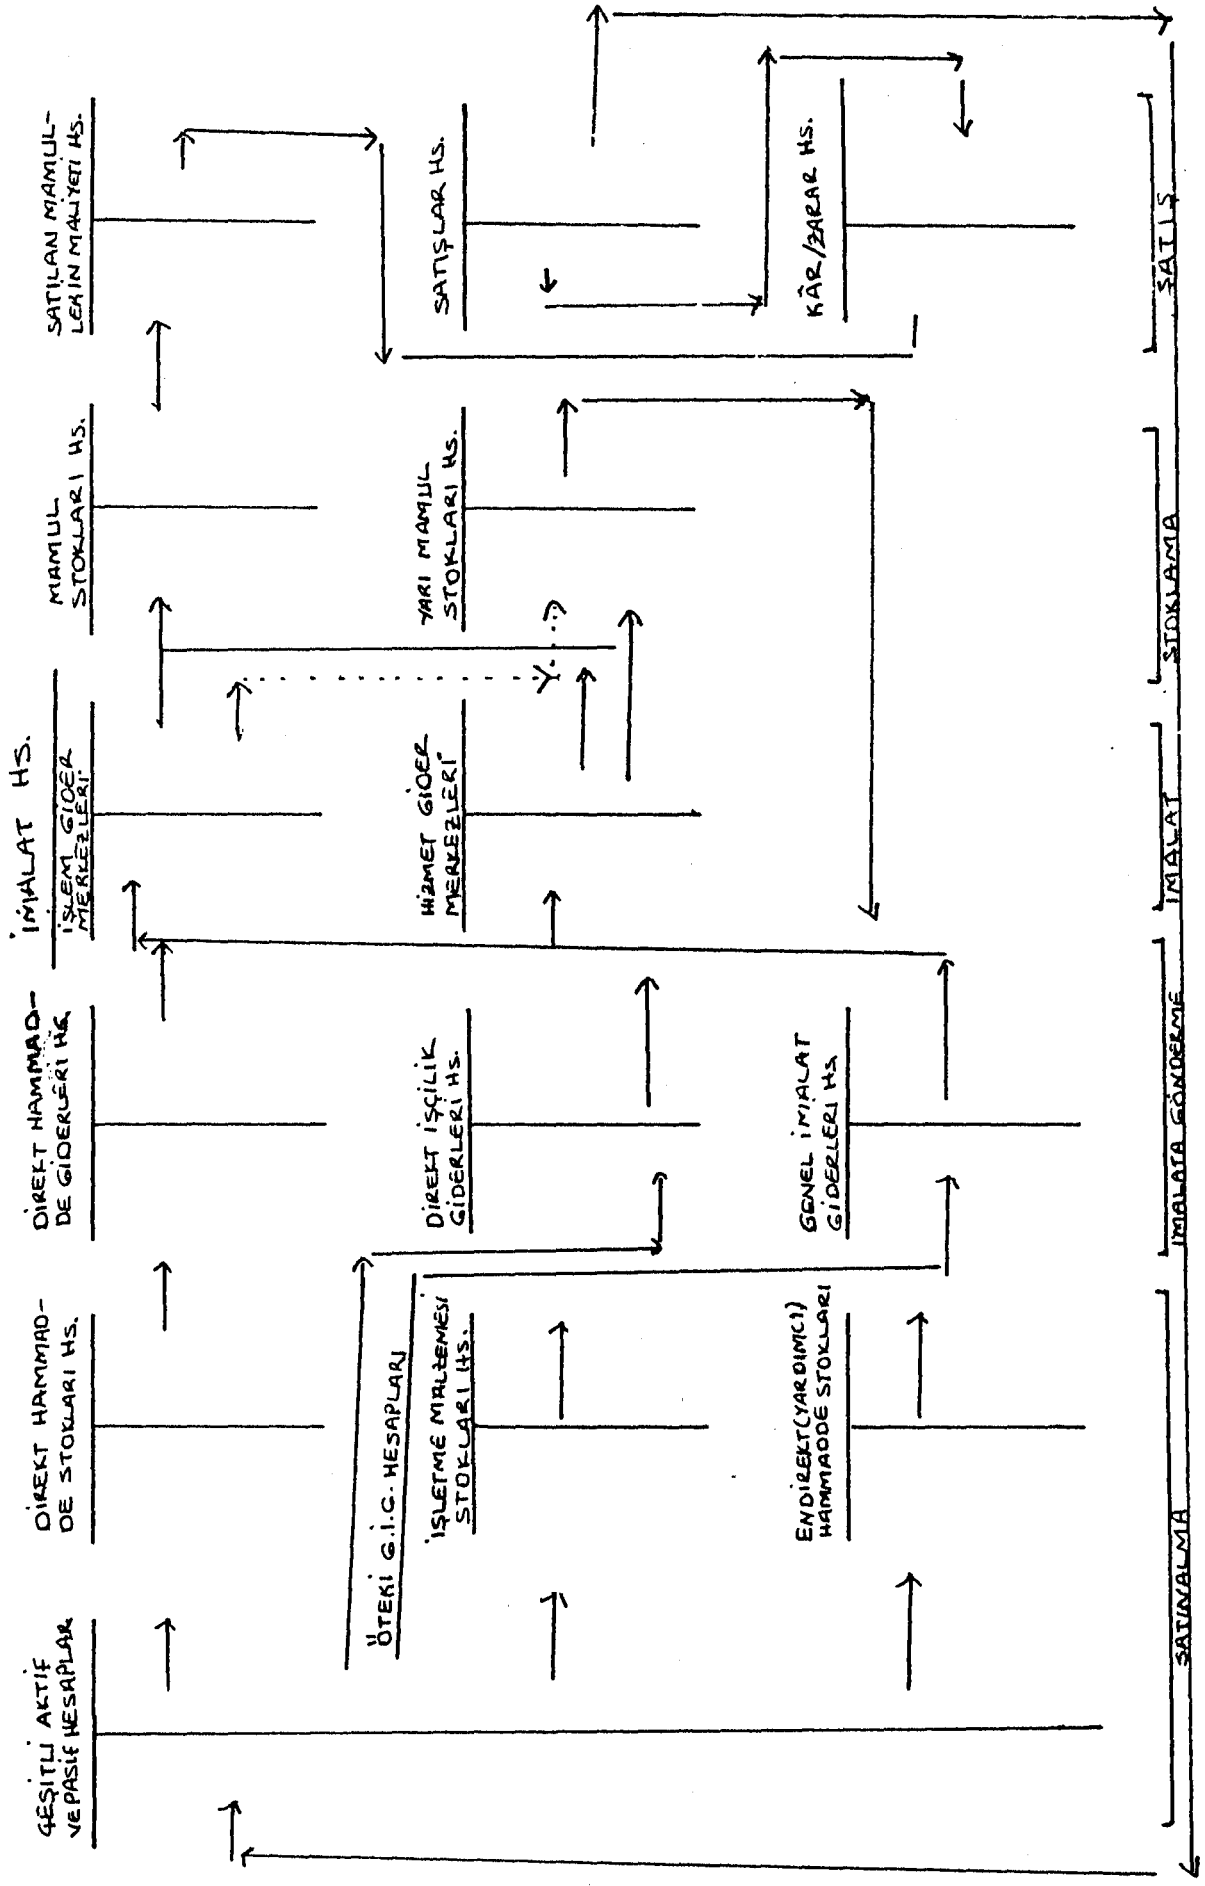 ÇEŞİTLİ AKTİF
VE PASİF HESAPLAR
DİREKT HAMMAD-
DE STOKLARI HS.
DİREKT HAMMAD-
DE GİDERLERİ HS.
İMALAT HS.
İŞLEM GİDER
MERKEZLERİ
MAMUL
STOKLARI HS.
SATILAN MAMUL-
LERİN MALİYETİ HS.
ÖTEKİ G.İ.G. HESAPLARI
İŞLETME MALZEMESİ
STOKLARI HS.
DİREKT İŞÇİLİK
GİDERLERİ HS.
HİZMET GİDER
MERKEZLERİ
YARI MAMUL
STOKLARI HS.
SATIŞLAR HS.
ENDİREKT(YARDIMCI)
HAMMADDE STOKLARI
GENEL İMALAT
GİDERLERİ HS.
KÂR/ZARAR HS.
SATINALMA
İMALATA GÖNDERME
İMALAT
STOKLAMA
SATIŞ